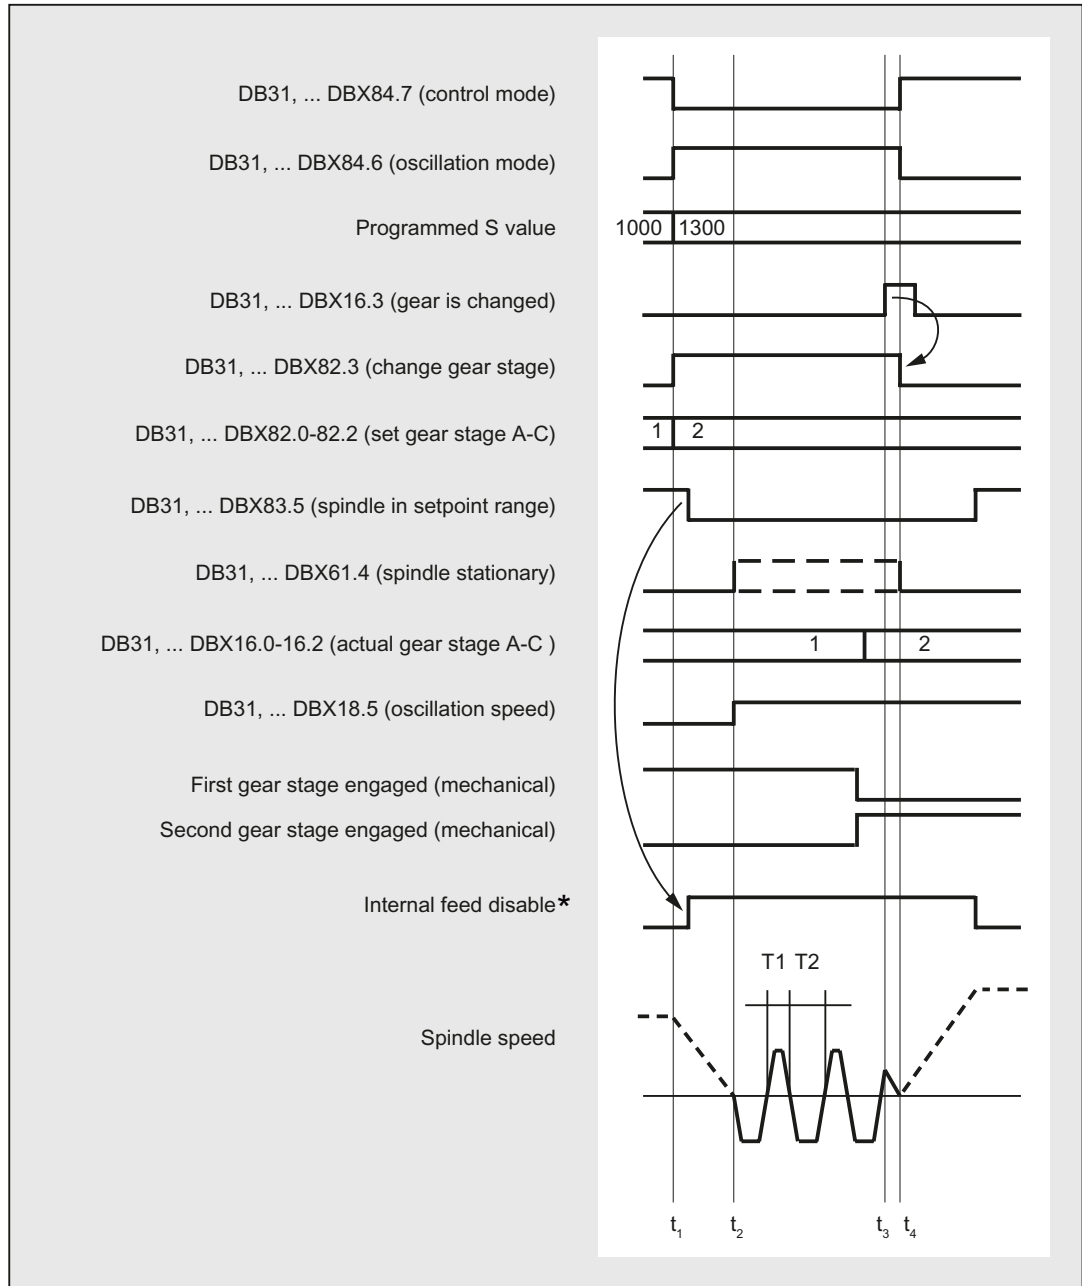 DB31, ... DBX84.7 (control mode)
DB31, ... DBX84.6 (oscillation mode)
Programmed S value 1000 1300
DB31, ... DBX16.3 (gear is changed)
DB31, ... DBX82.3 (change gear stage)
DB31, ... DBX82.0-82.2 (set gear stage A-C) 1 2
DB31, ... DBX83.5 (spindle in setpoint range)
DB31, ... DBX61.4 (spindle stationary)
DB31, ... DBX16.0-16.2 (actual gear stage A-C ) 1 2
DB31, ... DBX18.5 (oscillation speed)
First gear stage engaged (mechanical)
Second gear stage engaged (mechanical)
Internal feed disable*
T1 T2
Spindle speed
t1 t2 t3 t4